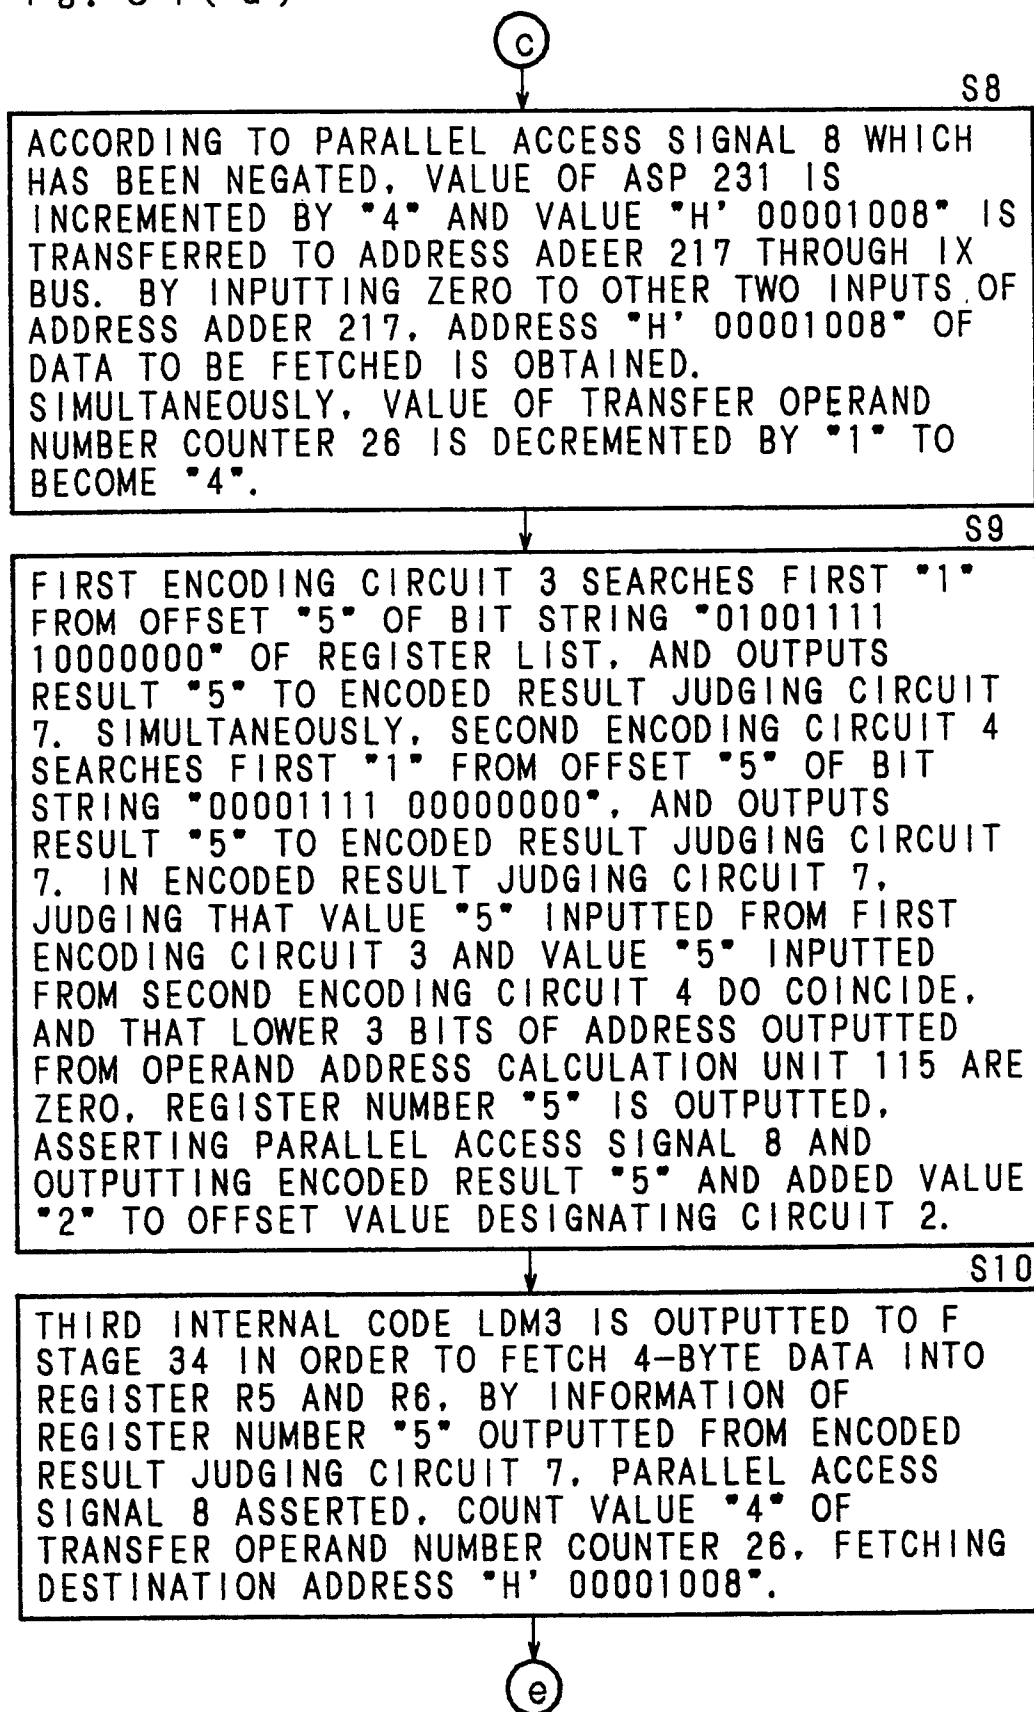 c
S8
ACCORDING TO PARALLEL ACCESS SIGNAL 8 WHICH
HAS BEEN NEGATED, VALUE OF ASP 231 IS
INCREMENTED BY "4" AND VALUE "H' 00001008" IS
TRANSFERRED TO ADDRESS ADEER 217 THROUGH IX
BUS. BY INPUTTING ZERO TO OTHER TWO INPUTS OF
ADDRESS ADDER 217, ADDRESS "H' 00001008" OF
DATA TO BE FETCHED IS OBTAINED.
SIMULTANEOUSLY, VALUE OF TRANSFER OPERAND
NUMBER COUNTER 26 IS DECREMENTED BY "1" TO
BECOME "4".
S9
FIRST ENCODING CIRCUIT 3 SEARCHES FIRST "1"
FROM OFFSET "5" OF BIT STRING "01001111
10000000" OF REGISTER LIST, AND OUTPUTS
RESULT "5" TO ENCODED RESULT JUDGING CIRCUIT
7. SIMULTANEOUSLY, SECOND ENCODING CIRCUIT 4
SEARCHES FIRST "1" FROM OFFSET "5" OF BIT
STRING "00001111 00000000", AND OUTPUTS
RESULT "5" TO ENCODED RESULT JUDGING CIRCUIT
7. IN ENCODED RESULT JUDGING CIRCUIT 7,
JUDGING THAT VALUE "5" INPUTTED FROM FIRST
ENCODING CIRCUIT 3 AND VALUE "5" INPUTTED
FROM SECOND ENCODING CIRCUIT 4 DO COINCIDE,
AND THAT LOWER 3 BITS OF ADDRESS OUTPUTTED
FROM OPERAND ADDRESS CALCULATION UNIT 115 ARE
ZERO, REGISTER NUMBER "5" IS OUTPUTTED,
ASSERTING PARALLEL ACCESS SIGNAL 8 AND
OUTPUTTING ENCODED RESULT "5" AND ADDED VALUE
"2" TO OFFSET VALUE DESIGNATING CIRCUIT 2.
S10
THIRD INTERNAL CODE LDM3 IS OUTPUTTED TO F
STAGE 34 IN ORDER TO FETCH 4-BYTE DATA INTO
REGISTER R5 AND R6, BY INFORMATION OF
REGISTER NUMBER "5" OUTPUTTED FROM ENCODED
RESULT JUDGING CIRCUIT 7, PARALLEL ACCESS
SIGNAL 8 ASSERTED, COUNT VALUE "4" OF
TRANSFER OPERAND NUMBER COUNTER 26, FETCHING
DESTINATION ADDRESS "H' 00001008".
e